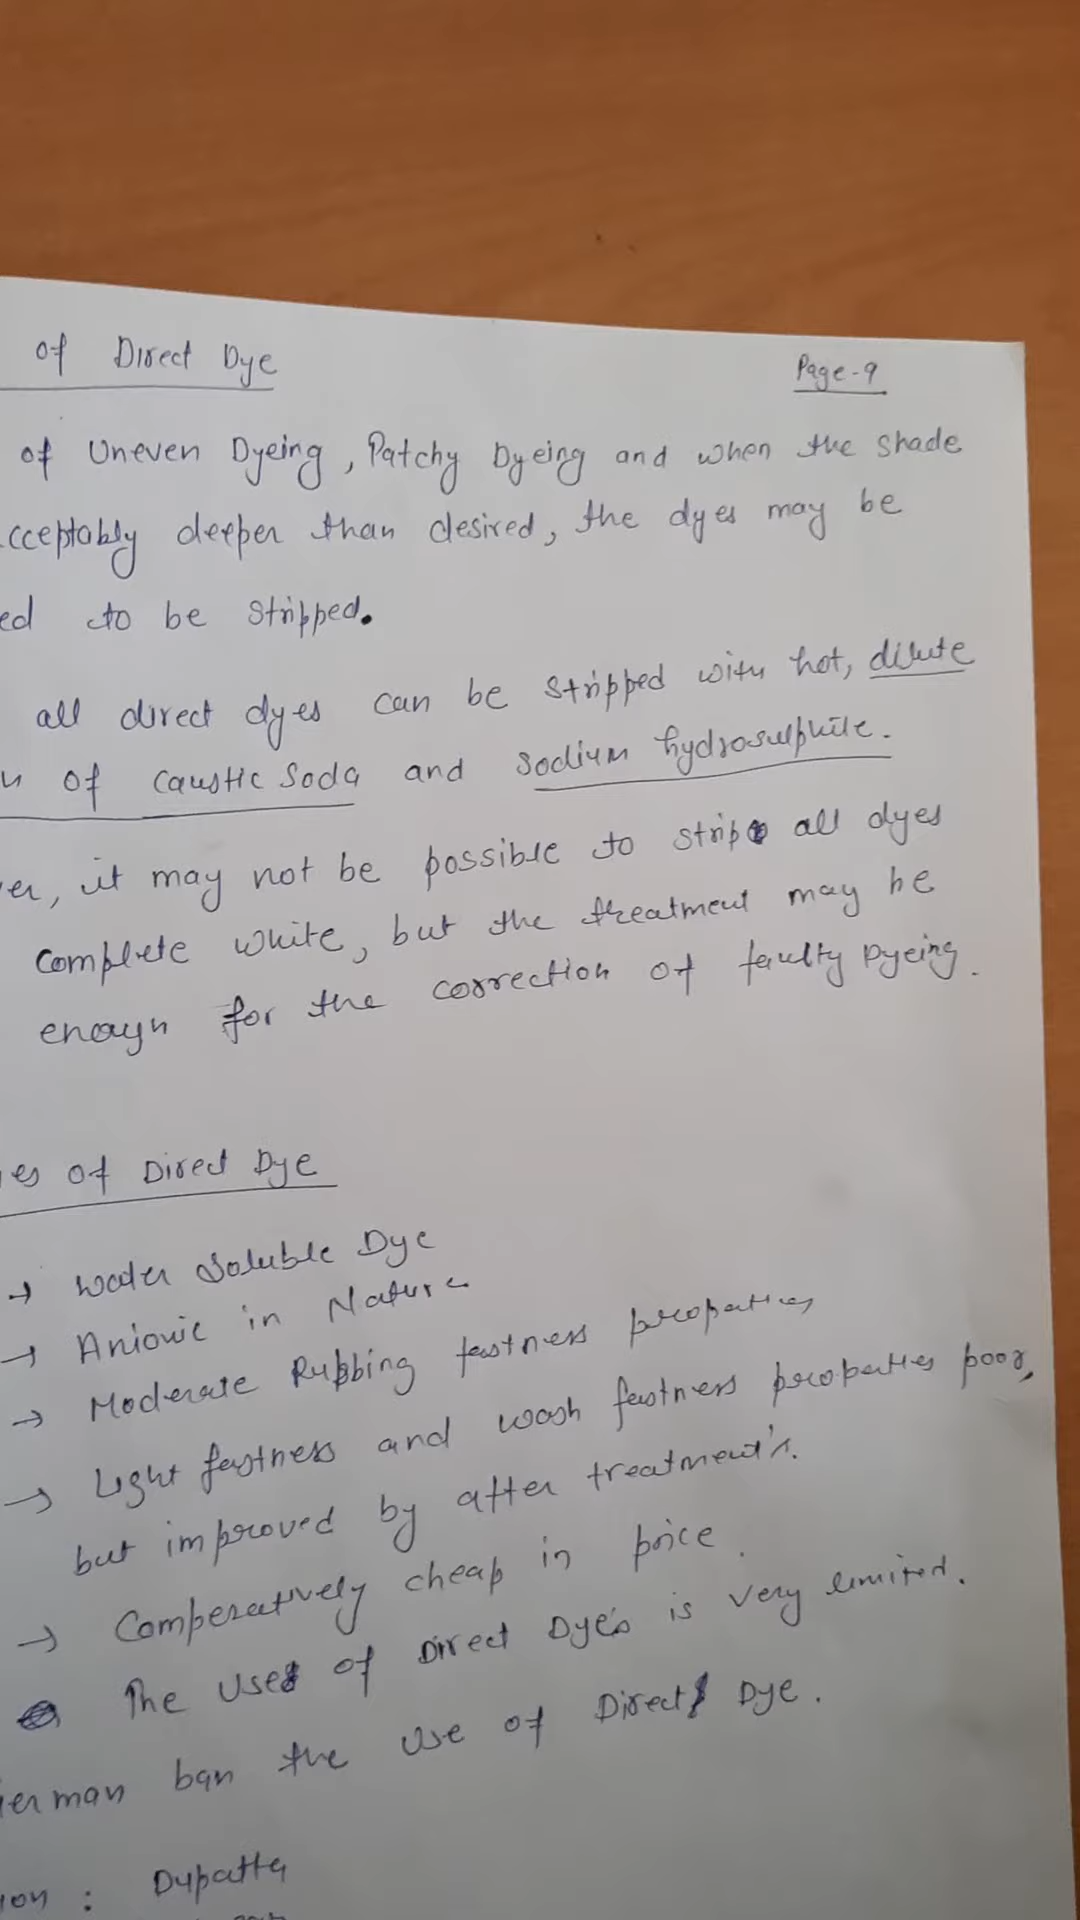 of Direct Dye
Page-9
of Uneven Dyeing, Patchy Dyeing and when the shade
cceptably deeper than desired, the dyes may be
ed to be stripped.
all direct dyes can be stripped with hot, dilute
n of caustic Soda and sodium hydrosulphite.
er, it may not be possible to strip all dyes
complete white, but the treatment may be
enough for the correction of faulty Dyeing.
es of Direct Dye
→ Water Soluble Dye
→ Anionic in Nature
→ Moderate Rubbing fastness properties
→ Light fastness and wash fastness properties poor,
but improved by after treatment's.
→ Comperatively cheap in price.
The Uses of Direct Dye's is very limited.
erman ban the use of Direct Dye.
ion : Dupatta